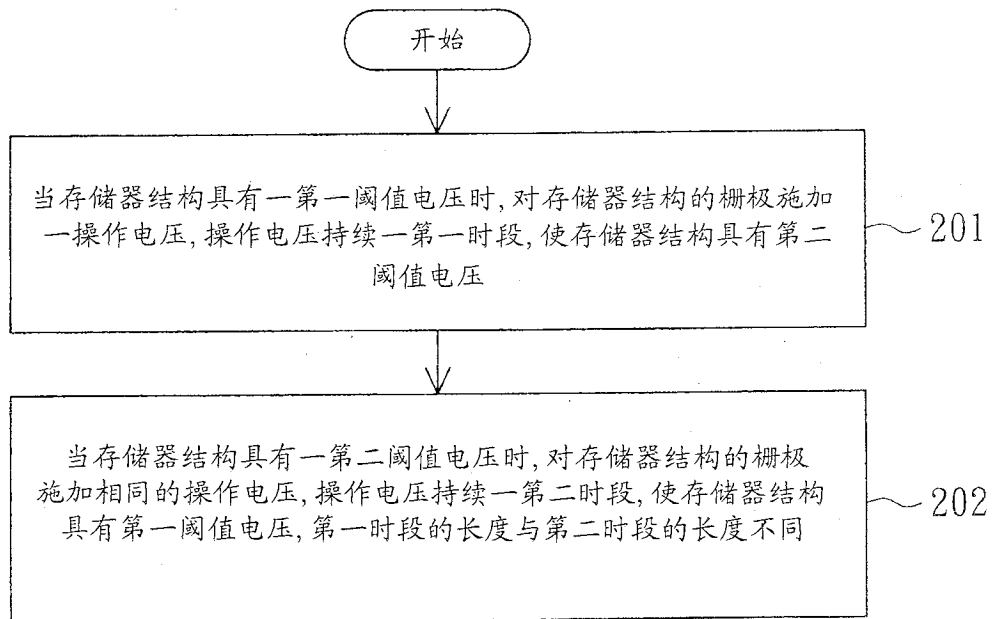 开始
当存储器结构具有一第一阈值电压时,对存储器结构的栅极施加
一操作电压,操作电压持续一第一时段,使存储器结构具有第二
阈值电压
201
当存储器结构具有一第二阈值电压时,对存储器结构的栅极
施加相同的操作电压,操作电压持续一第二时段,使存储器结构
具有第一阈值电压,第一时段的长度与第二时段的长度不同
202